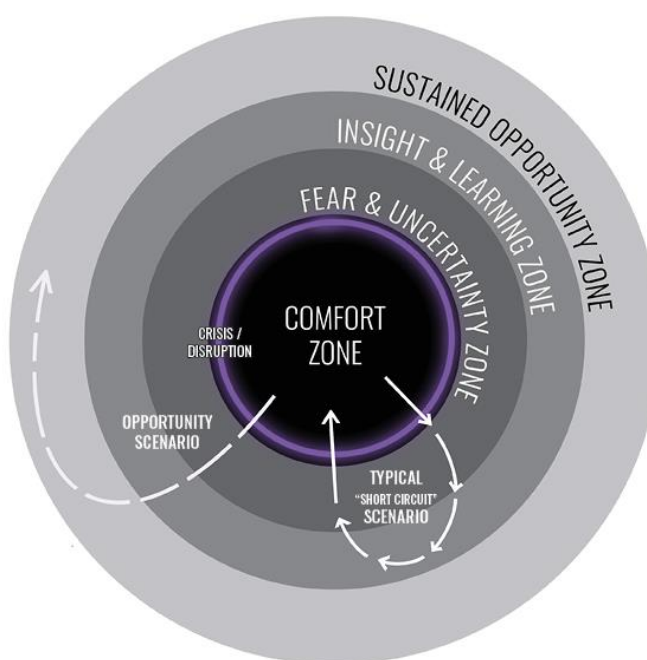 SUSTAINED OPPORTUNITY ZONE
INSIGHT & LEARNING ZONE
FEAR & UNCERTAINTY ZONE
COMFORT
ZONE
CRISIS /
DISRUPTION
OPPORTUNITY
SCENARIO
TYPICAL
"SHORT CIRCUIT"
SCENARIO